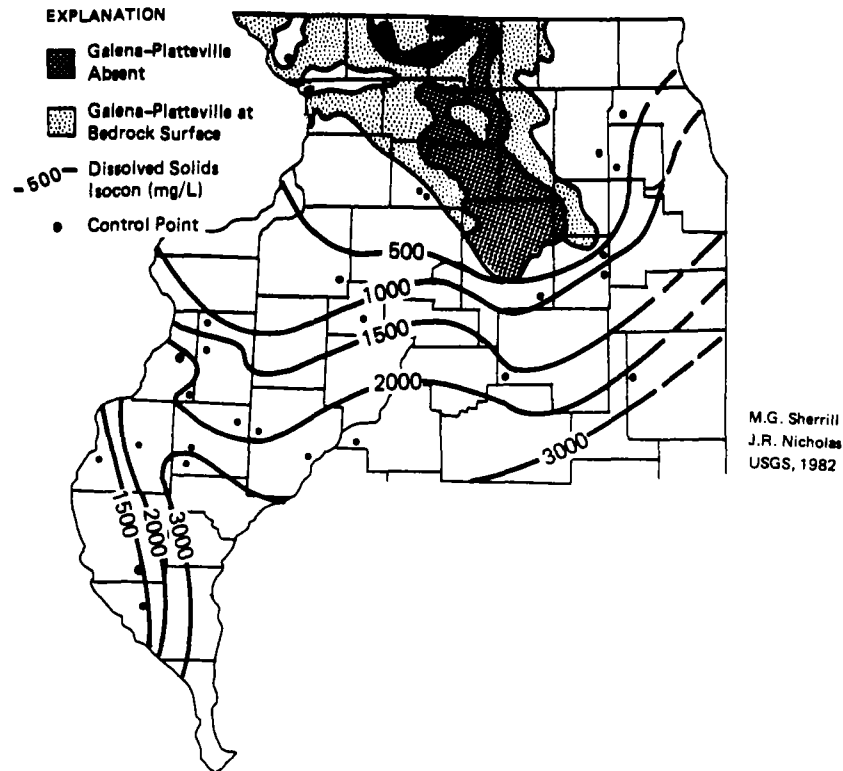 EXPLANATION
Galena-Platteville
Absent
Galena-Platteville at
Bedrock Surface
-500-
Dissolved Solids
Isocon (mg/L)
Control Point
500
1000
1500
2000
3000
1500
2000
3000
M.G. Sherrill
J.R. Nicholas
USGS, 1982